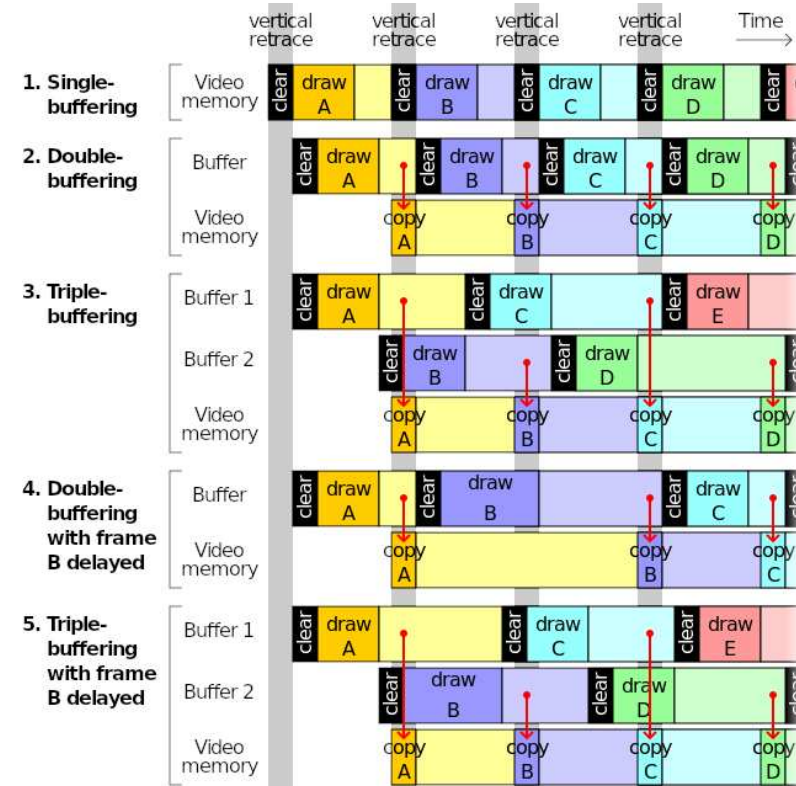 vertical retrace vertical retrace vertical retrace vertical retrace Time
1. Single-buffering
Video memory
clear draw A clear draw B clear draw C clear draw D clear
2. Double-buffering
Buffer
clear draw A clear draw B clear draw C clear draw D clear
Video memory
copy A copy B copy C copy D
3. Triple-buffering
Buffer 1
clear draw A clear draw C clear draw E
Buffer 2
clear draw B clear draw D clear
Video memory
copy A copy B copy C copy D
4. Double-buffering with frame B delayed
Buffer
clear draw A clear draw B clear draw C clear
Video memory
copy A copy B copy C
5. Triple-buffering with frame B delayed
Buffer 1
clear draw A clear draw C clear draw E
Buffer 2
clear draw B clear draw D clear
Video memory
copy A copy B copy C copy D